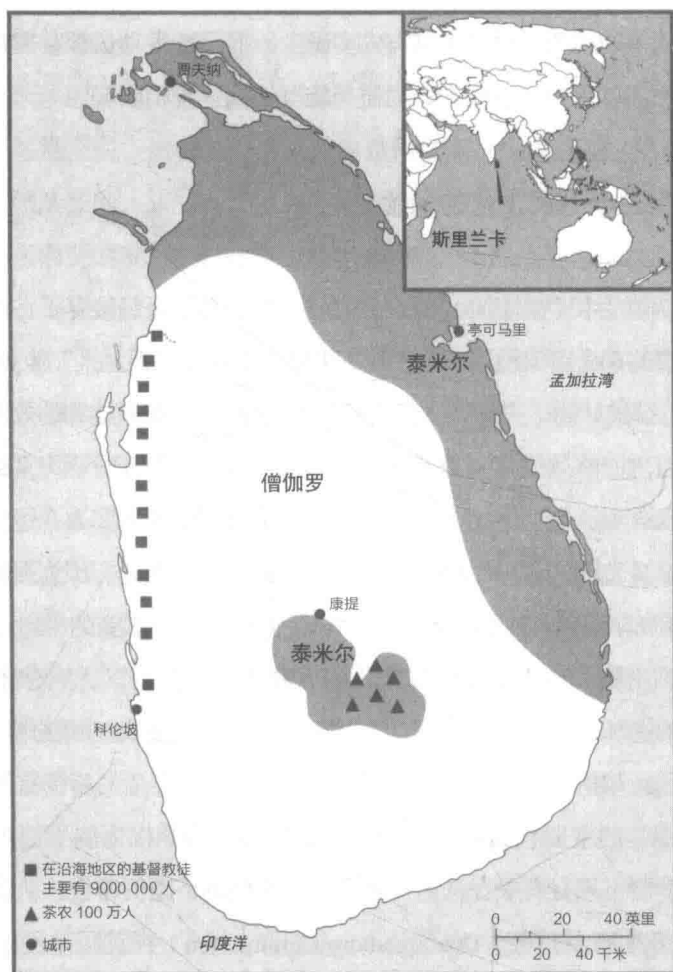 贾夫纳
斯里兰卡
亭可马里
泰米尔
孟加拉湾
僧伽罗
康提
泰米尔
科伦坡
在沿海地区的基督教徒
主要有 9000 000 人
茶农 100 万人
城市
印度洋
0 20 40 英里
0 20 40 千米